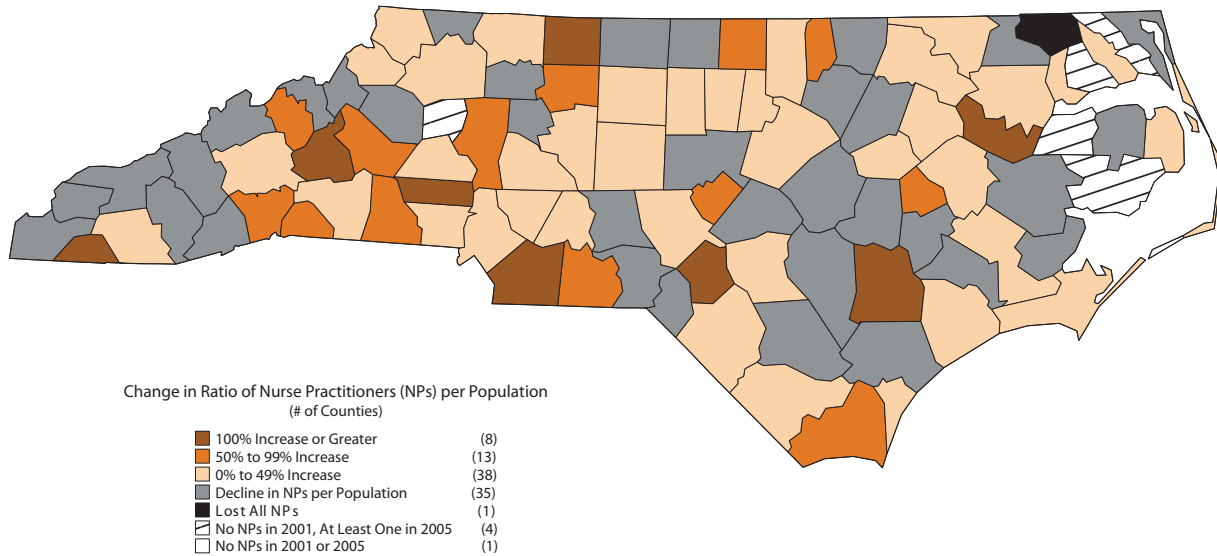 Change in Ratio of Nurse Practitioners (NPs) per Population
(# of Counties)
100% Increase or Greater (8)
50% to 99% Increase (13)
0% to 49% Increase (38)
Decline in NPs per Population (35)
Lost All NPs (1)
No NPs in 2001, At Least One in 2005 (4)
No NPs in 2001 or 2005 (1)